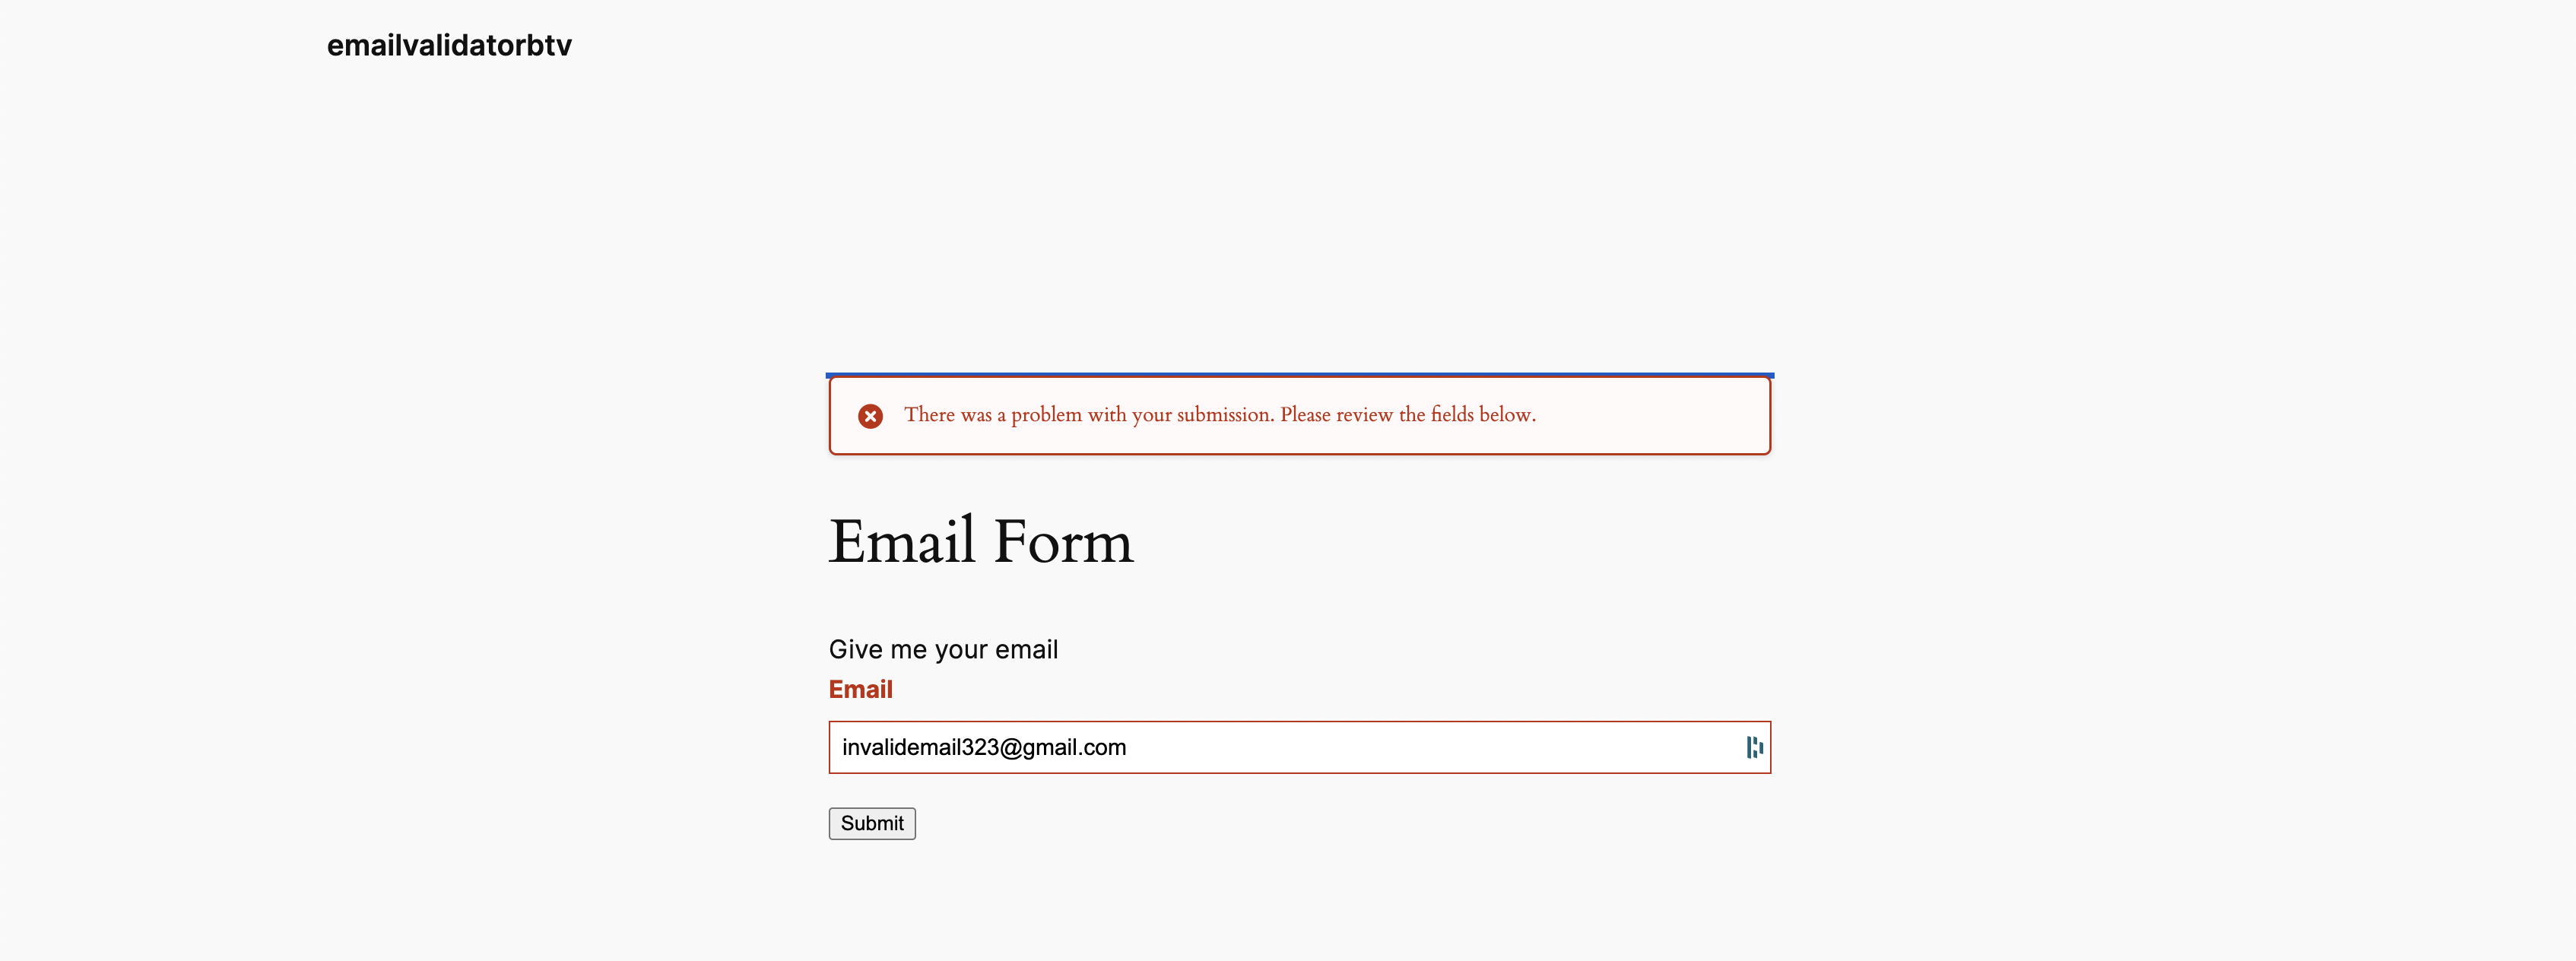 emailvalidatorbtv
There was a problem with your submission. Please review the fields below.
Email Form
Give me your email
Email
invalidemail323@gmail.com
Submit